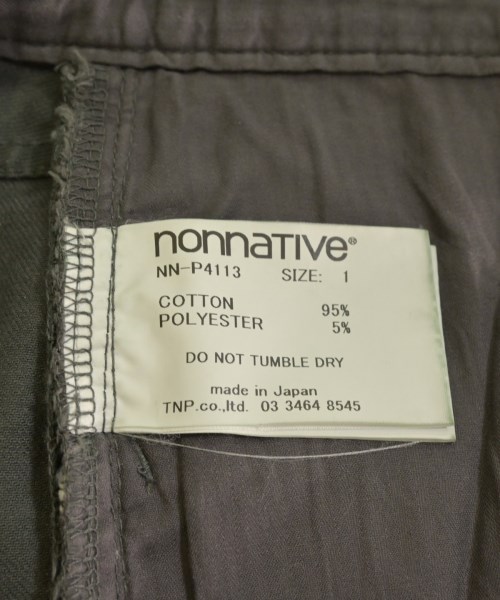 nonnative®
NN-P4113 SIZE: 1
COTTON 95%
POLYESTER 5%
DO NOT TUMBLE DRY
made in Japan
TNP.co.,ltd. 03 3464 8545